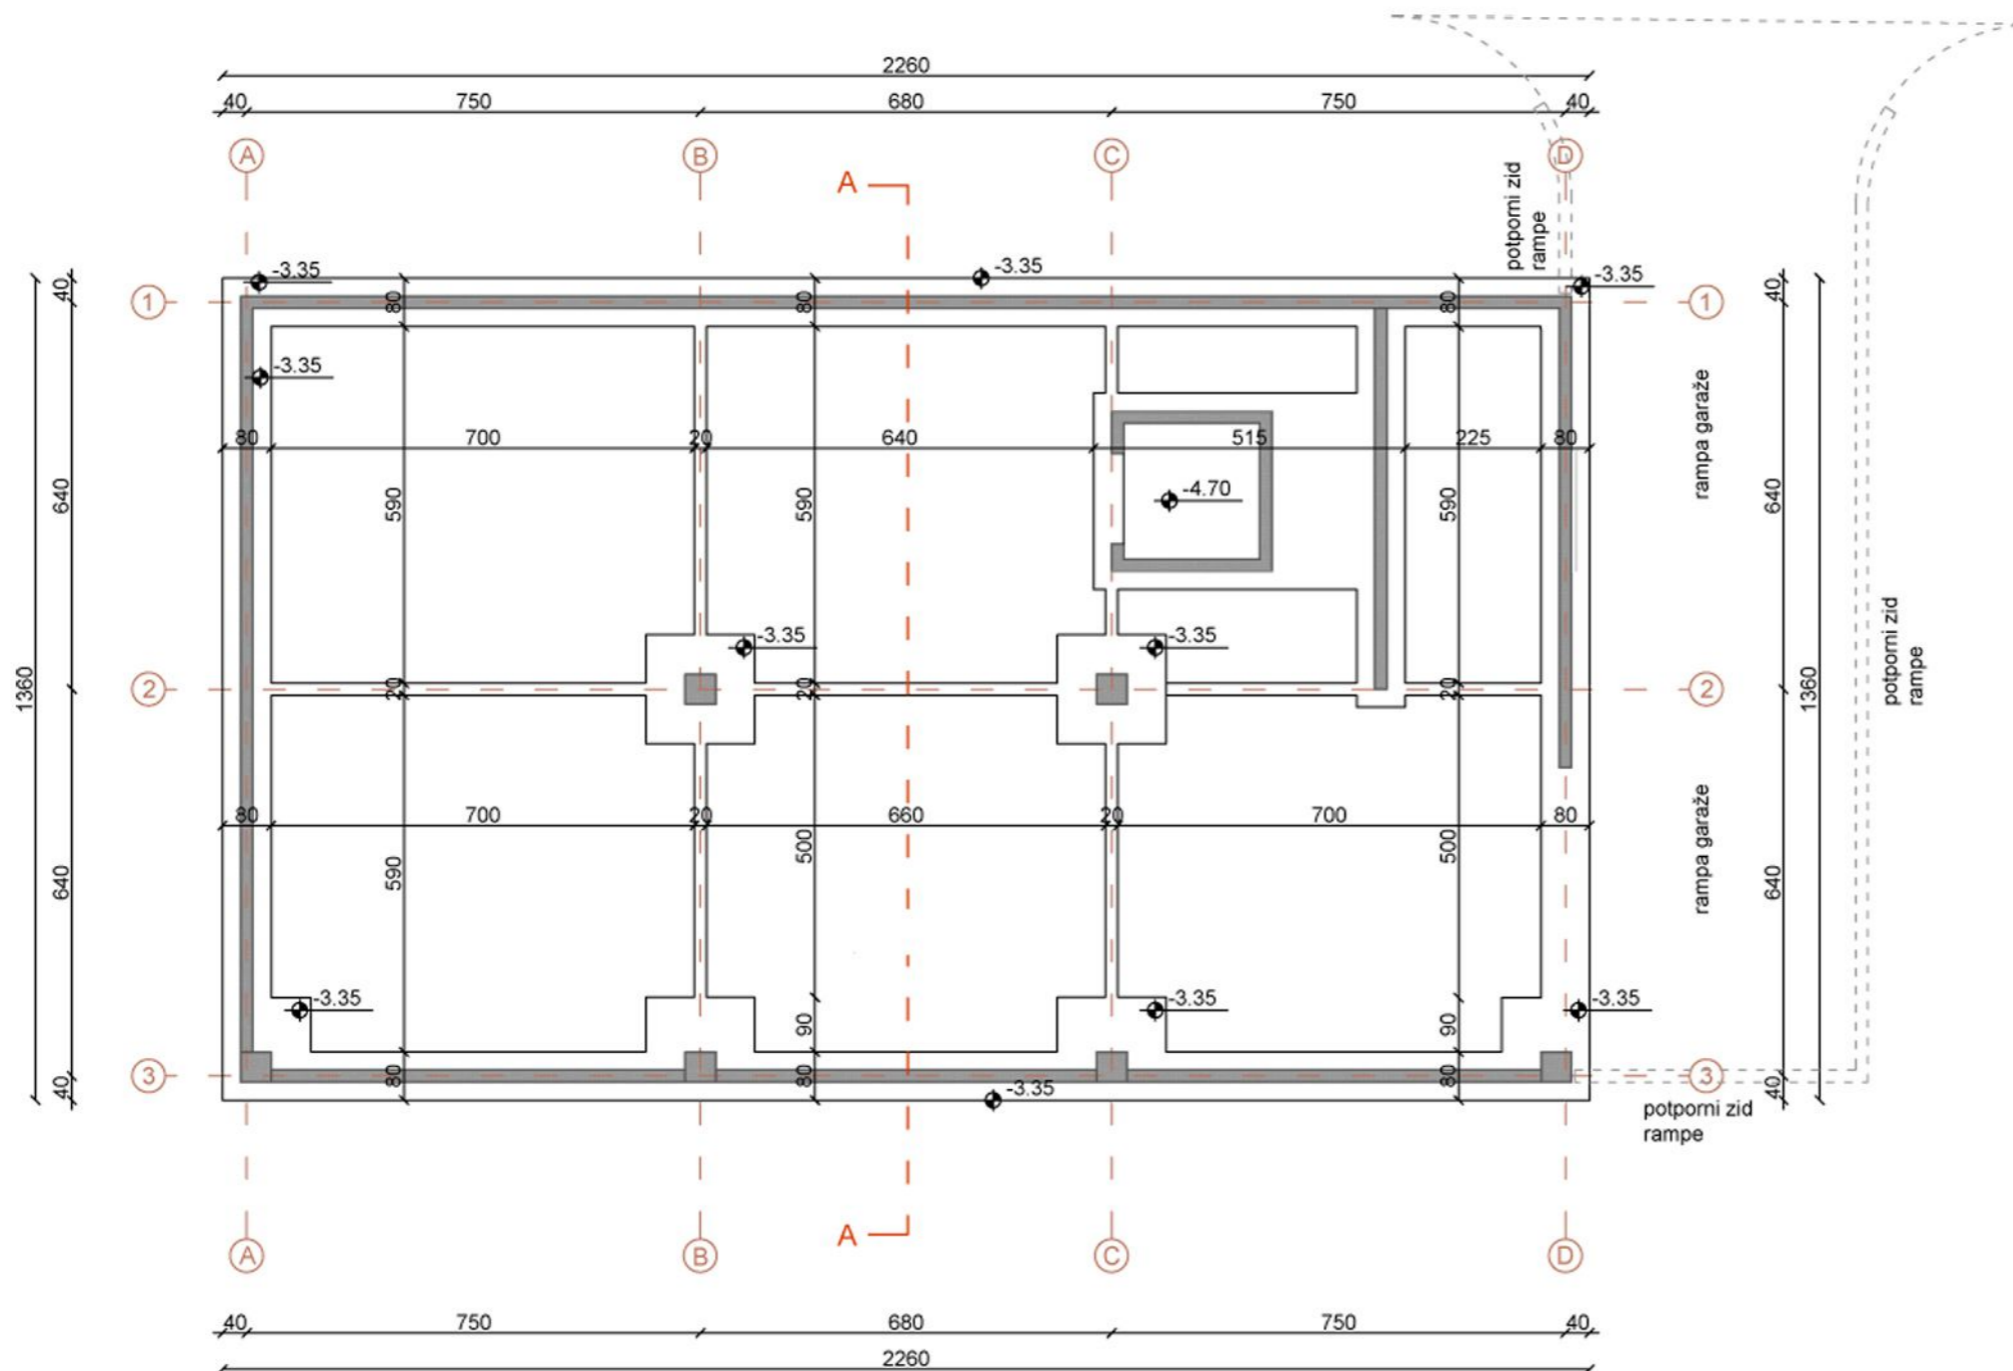 2260
40 750 680 750 40
A B C D
A
potporni zid
rampe
-3.35 -3.35 -3.35
40 80 80 80 40
1 1
-3.35
rampa garaže
80 700 20 640 515 225 80
640 590 590 -4.70 590 640
-3.35 -3.35
potporni zid
rampe
1360 2 20 20 20 2 1360
rampa garaže
80 700 20 660 20 700 80
640 590 500 500 640
-3.35 -3.35 -3.35
90 90
40 3 80 80 80 3 40
-3.35
potporni zid
rampe
A
A B C D
40 750 680 750 40
2260